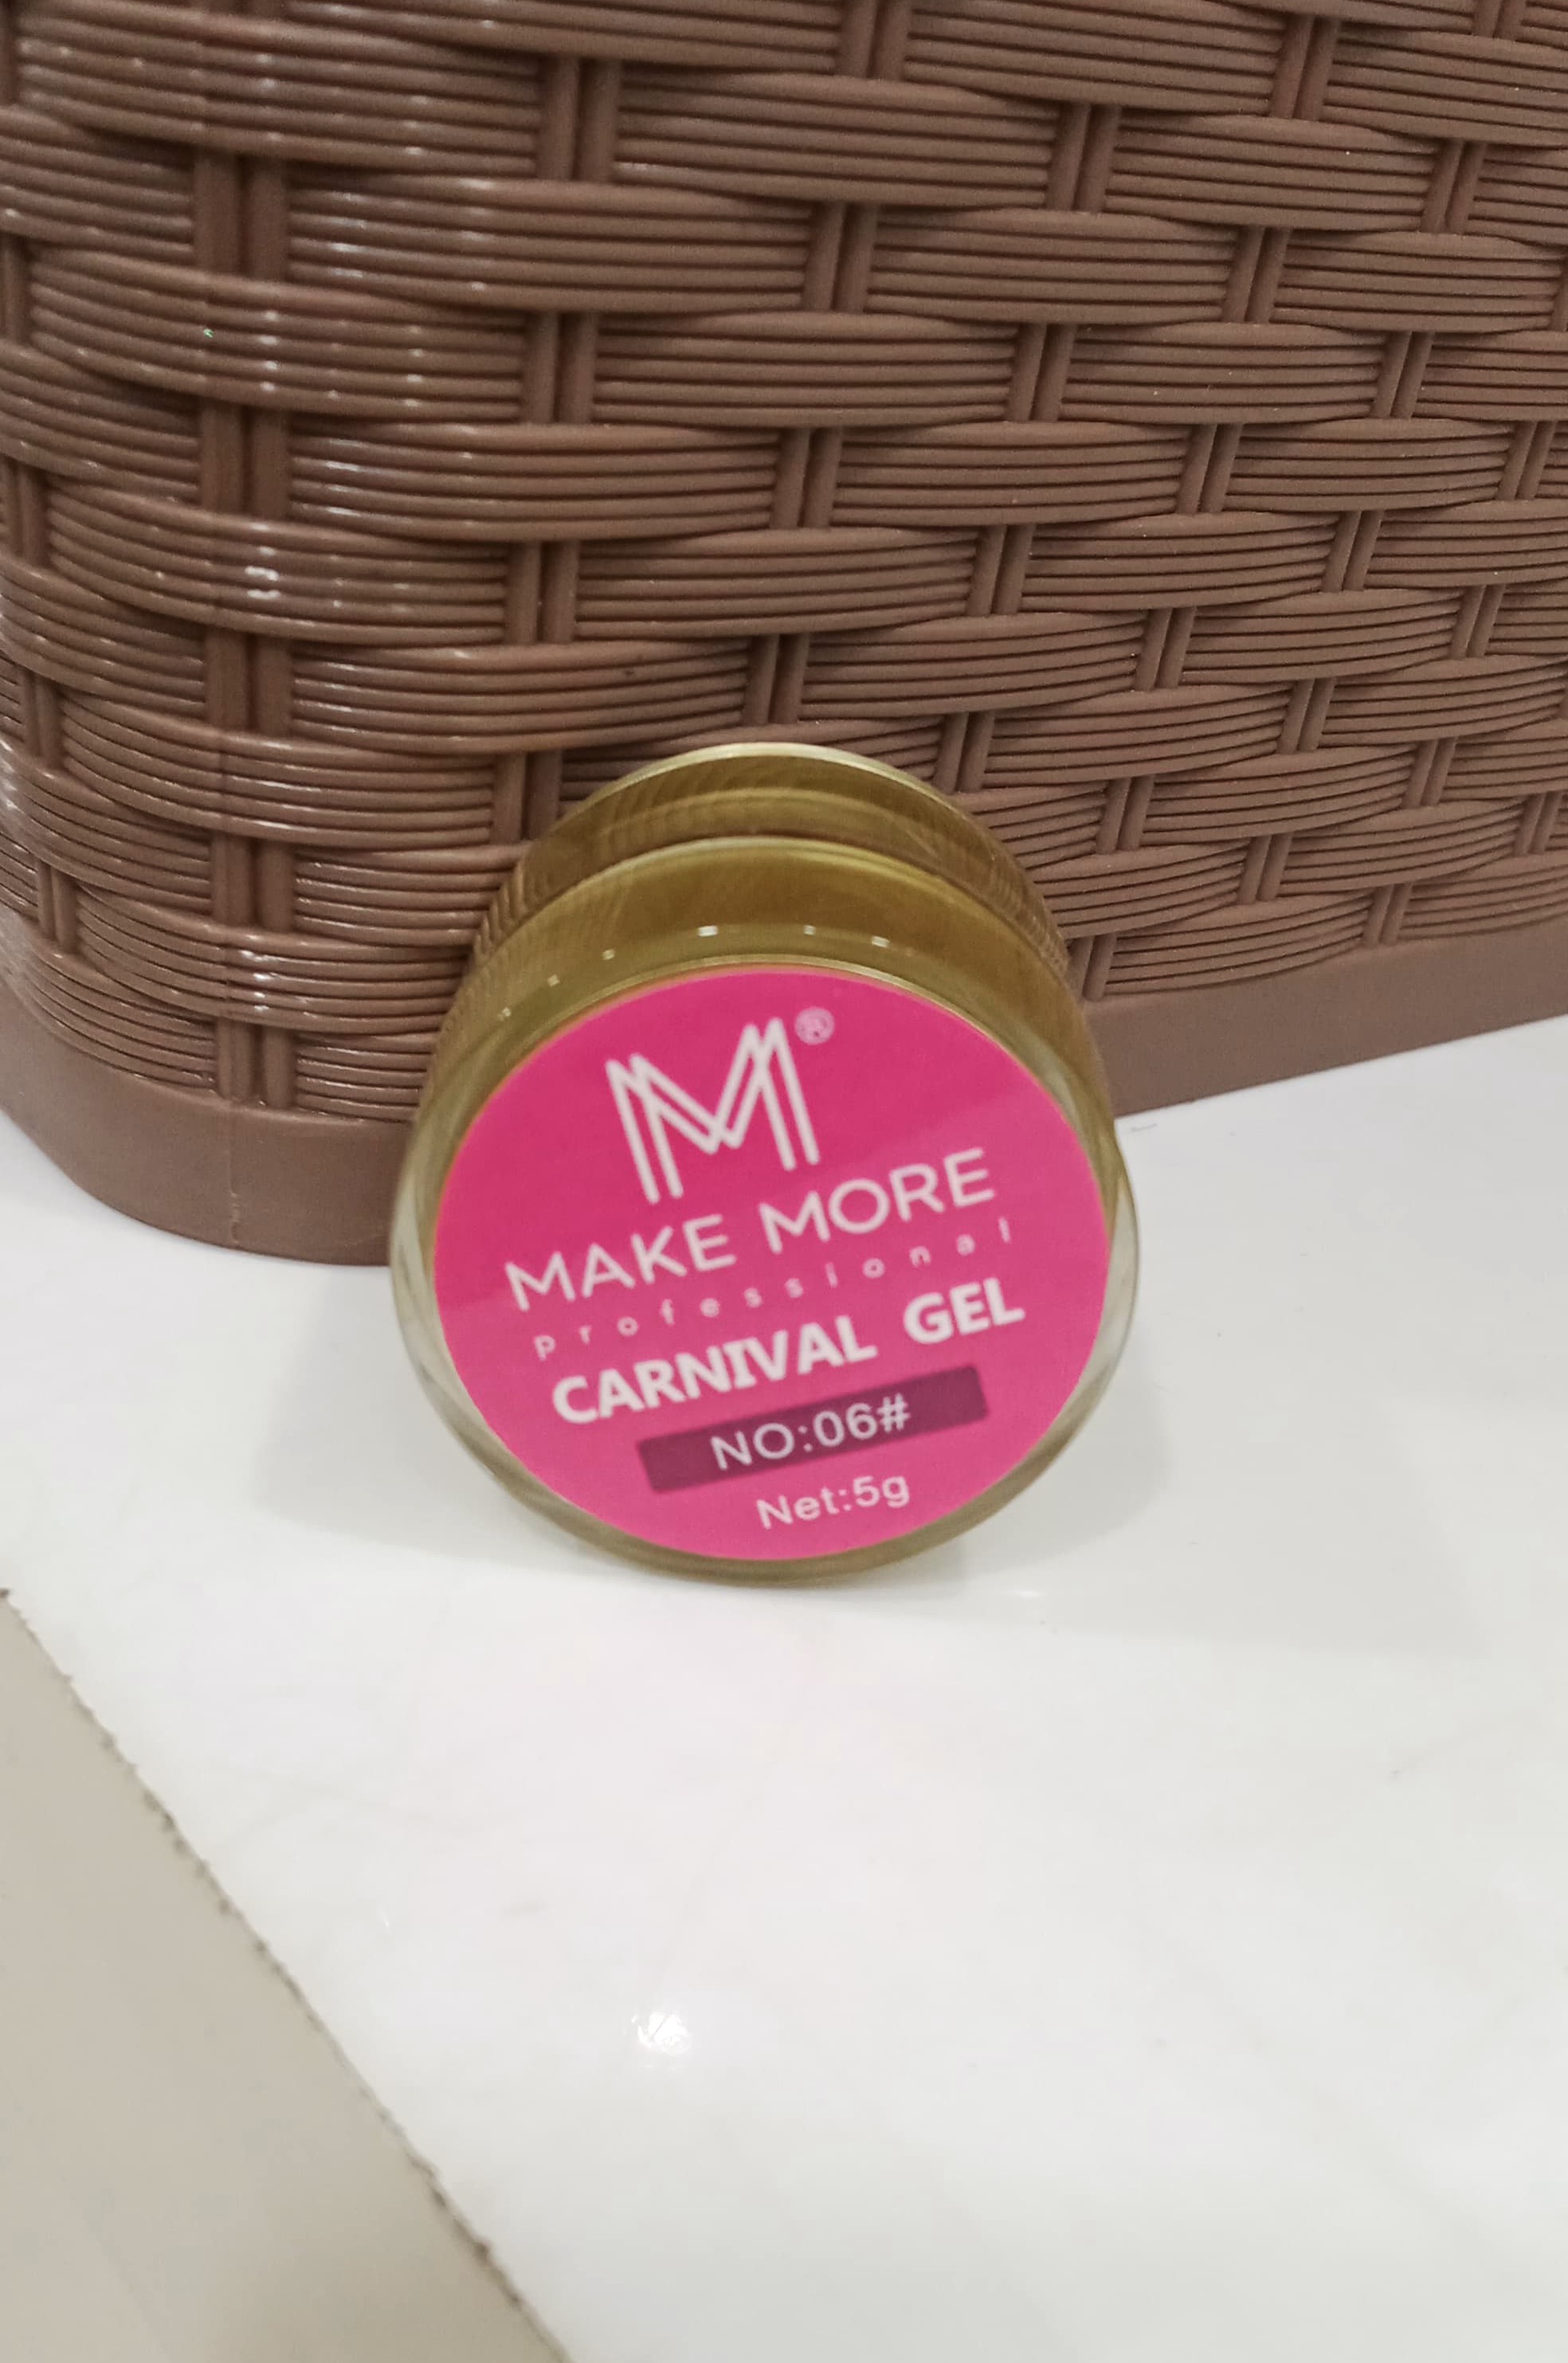 M®
MAKE MORE
professional
CARNIVAL GEL
NO:06#
Net:5g